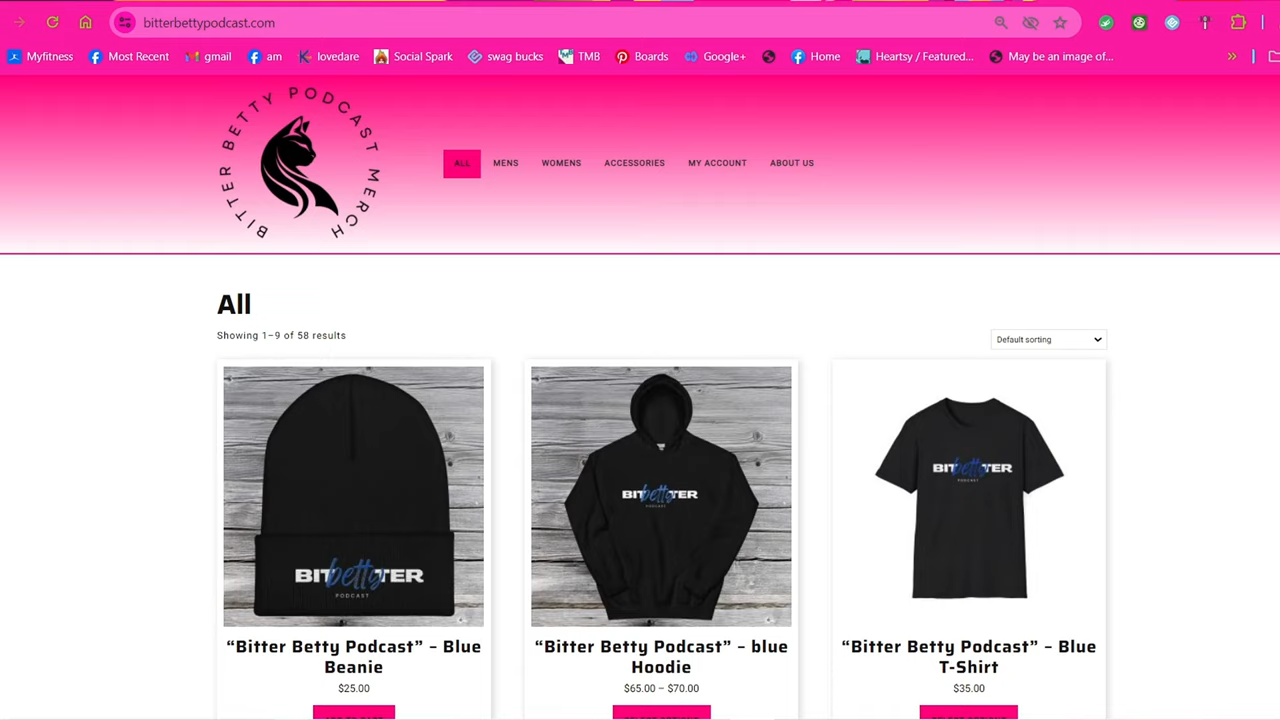 bitterbettypodcast.com
Myfitness Most Recent gmail am lovedare Social Spark swag bucks TMB Boards Google+ Home Heartsy / Featured... May be an image of... »
BITTER BETTY PODCAST MERCH
ALL MENS WOMENS ACCESSORIES MY ACCOUNT ABOUT US
All
Showing 1–9 of 58 results
Default sorting
BITbettyTER
PODCAST
BITbettyTER
PODCAST
BITbettyTER
PODCAST
“Bitter Betty Podcast” – Blue
Beanie
$25.00
“Bitter Betty Podcast” – blue
Hoodie
$65.00 – $70.00
“Bitter Betty Podcast” – Blue
T-Shirt
$35.00